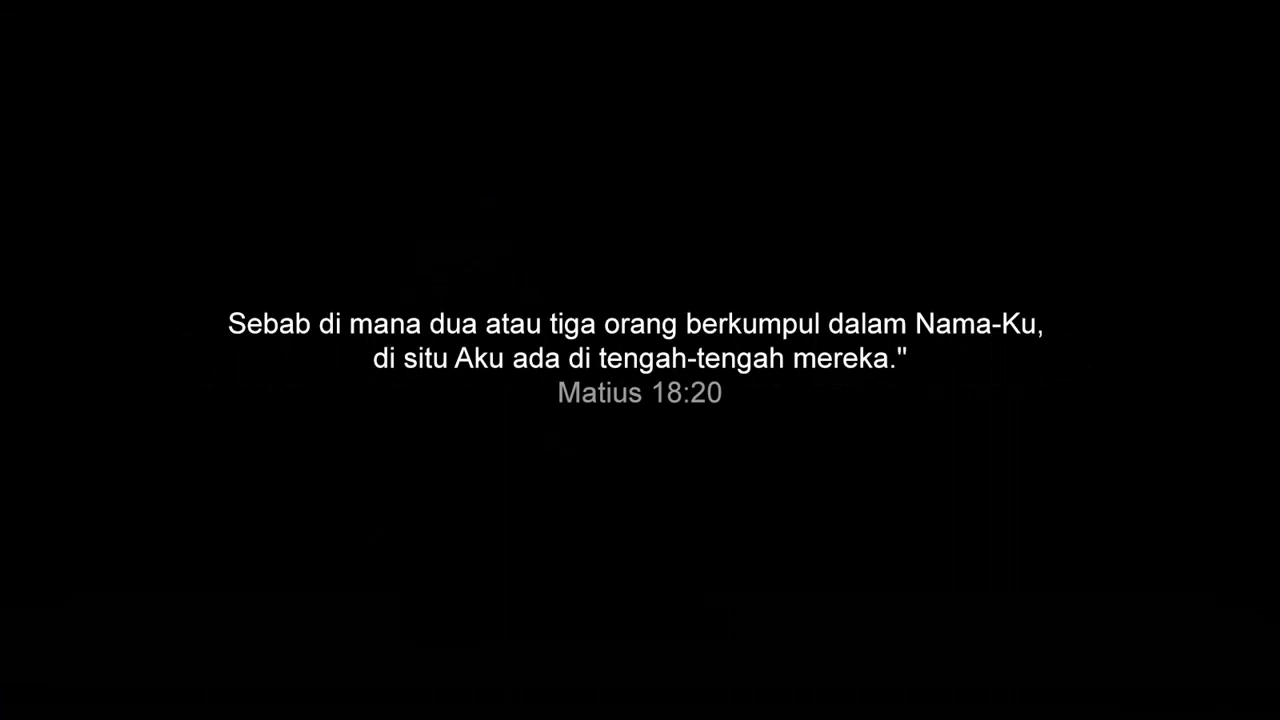 Sebab di mana dua atau tiga orang berkumpul dalam Nama-Ku,
di situ Aku ada di tengah-tengah mereka."
Matius 18:20